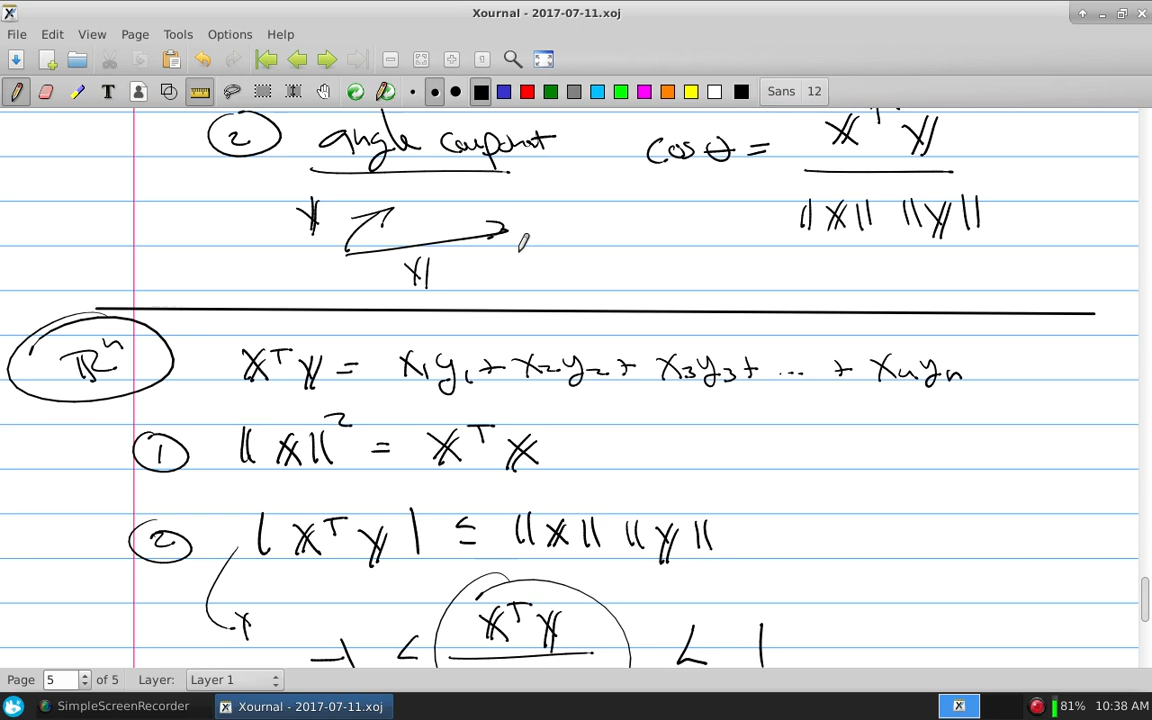 Xournal - 2017-07-11.xoj
File Edit View Page Tools Options Help
Sans 12
② angle component cos θ = xᵀy / ‖x‖ ‖y‖
y
x
ℝⁿ xᵀy = x₁y₁ + x₂y₂ + x₃y₃ + ... + xₙyₙ
① ‖x‖² = xᵀx
② |xᵀy| ≤ ‖x‖ ‖y‖
xᵀy
Page 5 of 5 Layer: Layer 1
SimpleScreenRecorder Xournal - 2017-07-11.xoj 81% 10:38 AM